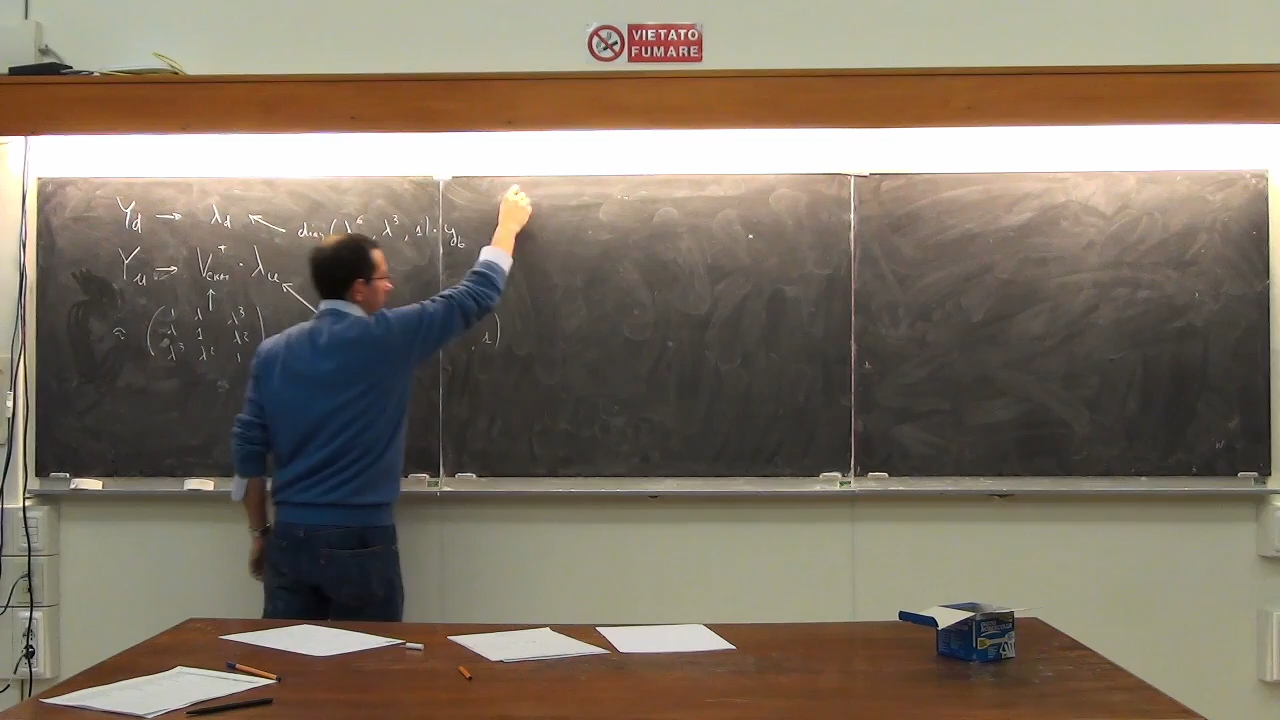 VIETATO
FUMARE
Y_d → λ_d ← diag(λ^6, λ^3, 1) · y_b
Y_u → V_CKM^+ · λ_u
~ ( 1 λ λ^3
λ 1 λ^2
λ^3 λ^2 1 )
, 1)